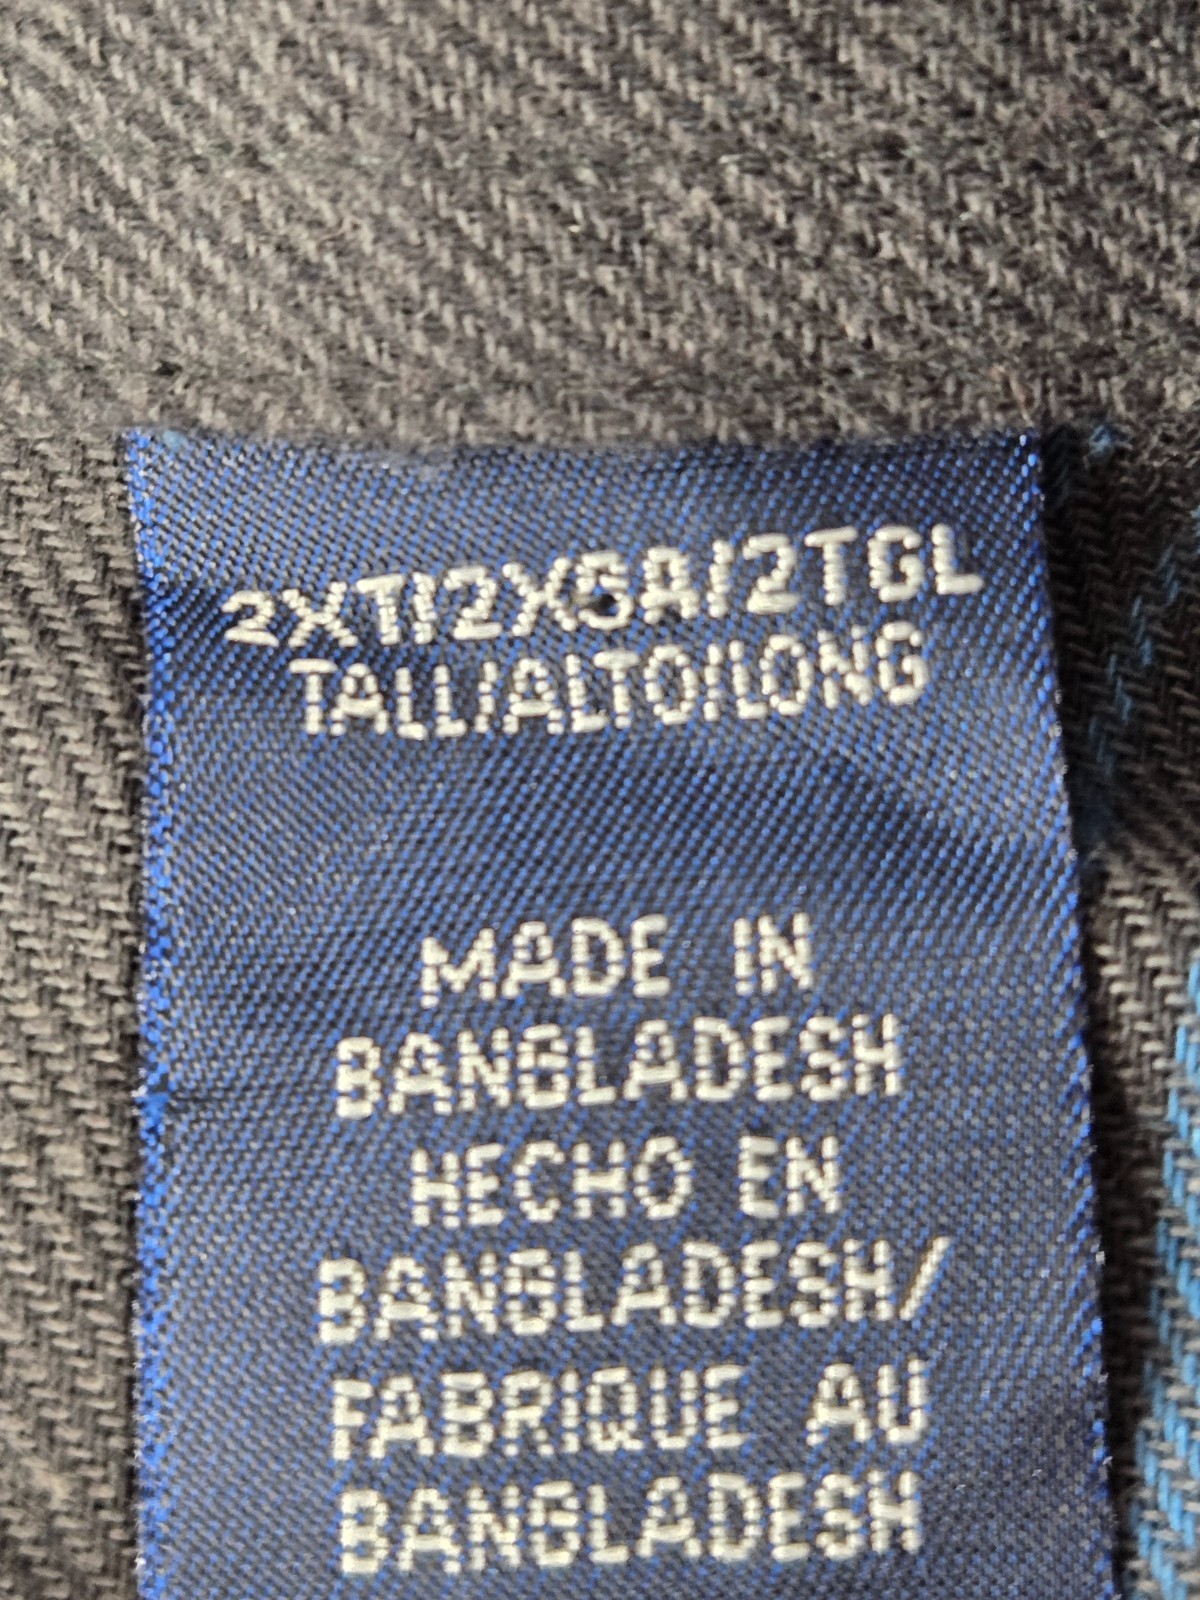 2XT/2XGA/2TGL
TALL/ALTO/LONG
MADE IN
BANGLADESH
HECHO EN
BANGLADESH/
FABRIQUE AU
BANGLADESH